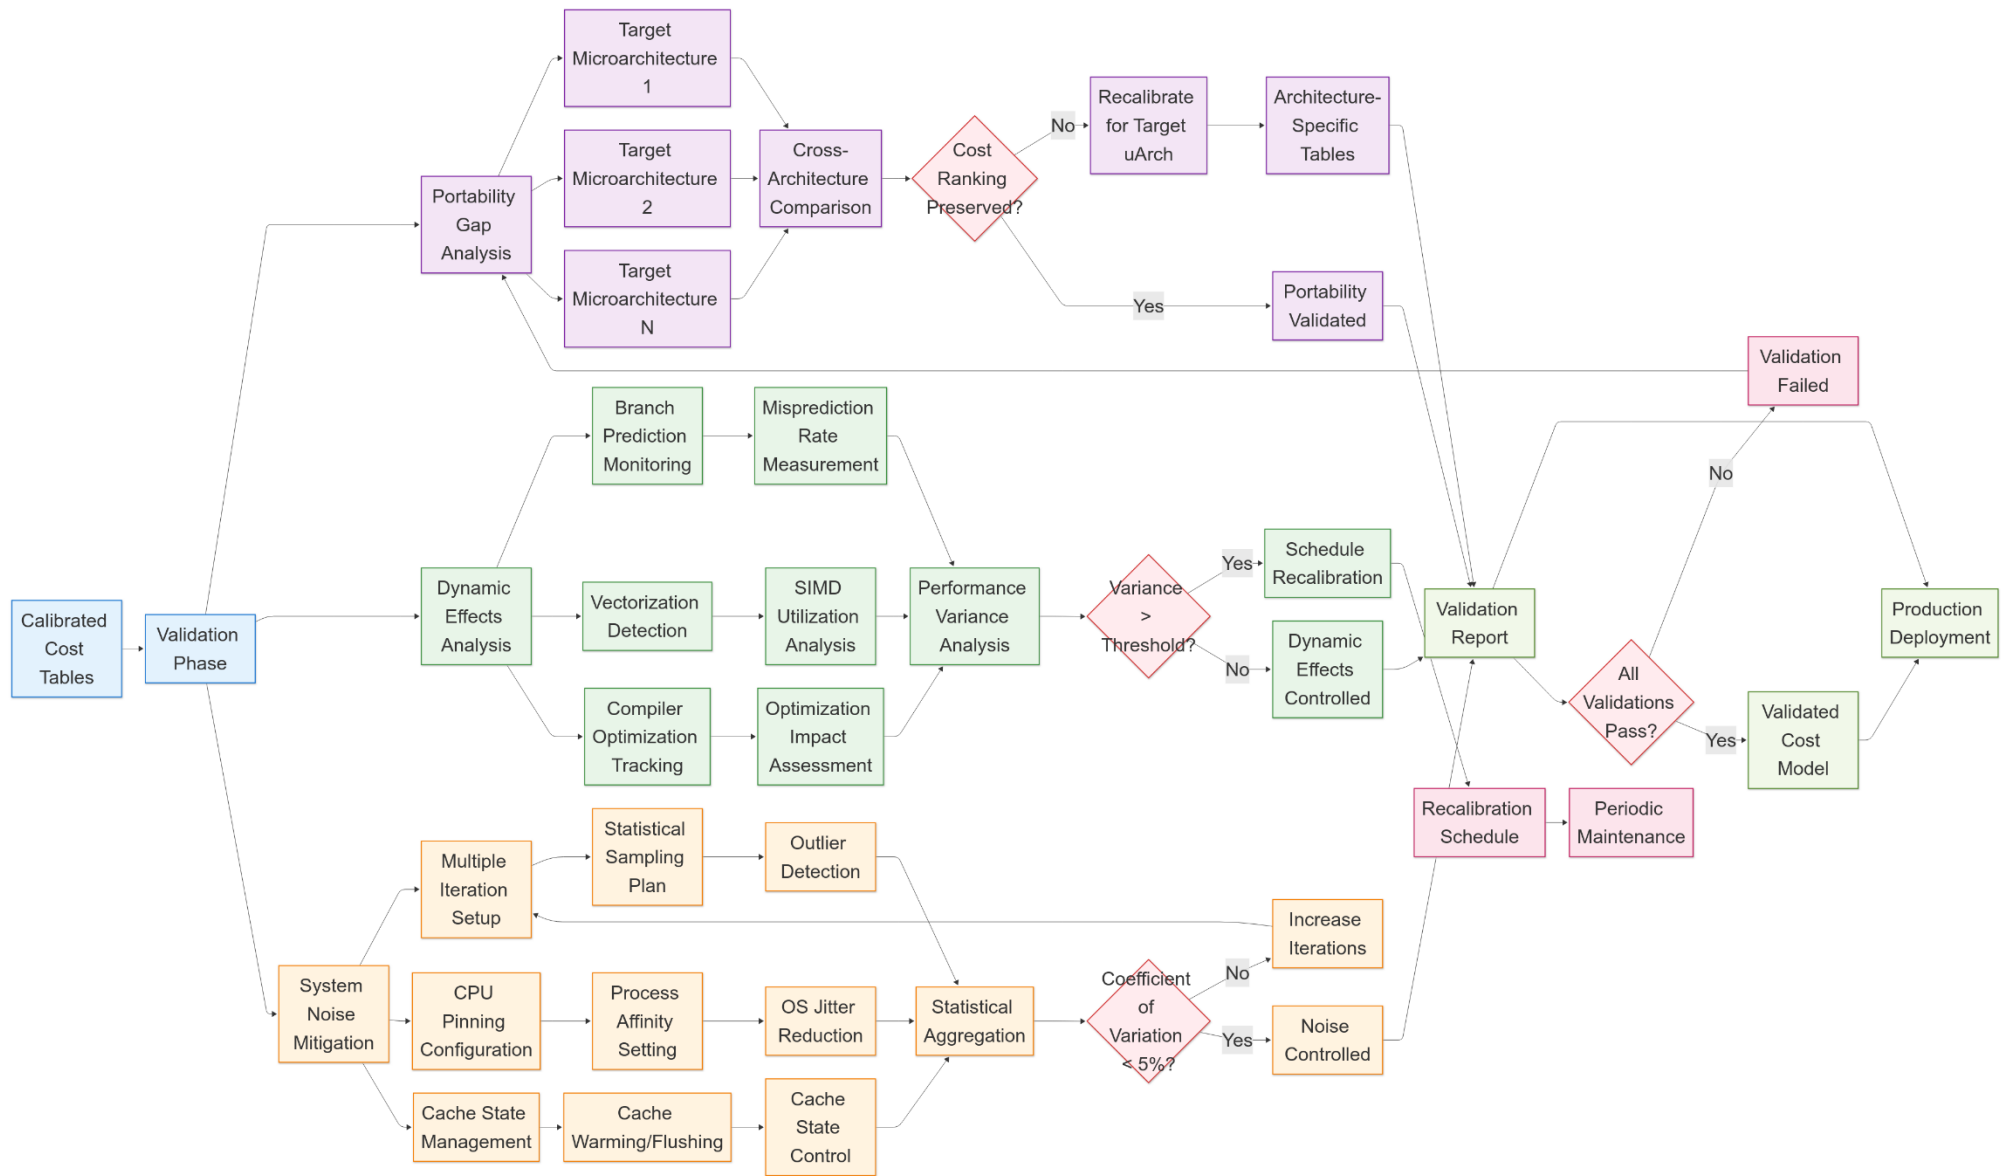 Target
Microarchitecture
1
Target
Microarchitecture
2
Target
Microarchitecture
N
Portability
Gap
Analysis
Cross-
Architecture
Comparison
Cost
Ranking
Preserved?
No
Recalibrate
for Target
uArch
Architecture-
Specific
Tables
Yes
Portability
Validated
Validation
Failed
Calibrated
Cost
Tables
Validation
Phase
Dynamic
Effects
Analysis
Branch
Prediction
Monitoring
Misprediction
Rate
Measurement
Vectorization
Detection
SIMD
Utilization
Analysis
Compiler
Optimization
Tracking
Optimization
Impact
Assessment
Performance
Variance
Analysis
Variance
>
Threshold?
Yes
Schedule
Recalibration
No
Dynamic
Effects
Controlled
Validation
Report
All
Validations
Pass?
No
Yes
Validated
Cost
Model
Production
Deployment
Recalibration
Schedule
Periodic
Maintenance
System
Noise
Mitigation
Multiple
Iteration
Setup
Statistical
Sampling
Plan
Outlier
Detection
CPU
Pinning
Configuration
Process
Affinity
Setting
OS Jitter
Reduction
Cache State
Management
Cache
Warming/Flushing
Cache
State
Control
Statistical
Aggregation
Coefficient
of
Variation
< 5%?
No
Increase
Iterations
Yes
Noise
Controlled